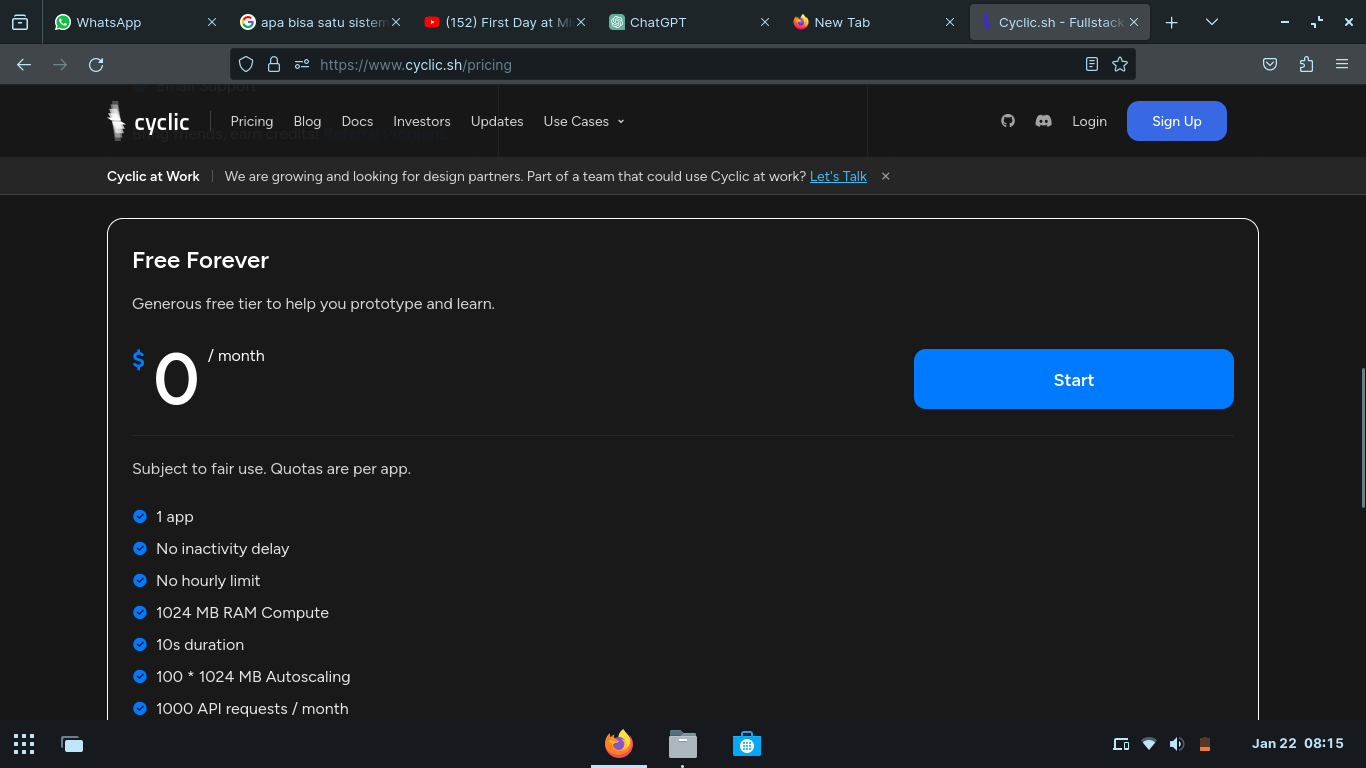 WhatsApp
apa bisa satu sistem
(152) First Day at M
ChatGPT
New Tab
Cyclic.sh - Fullstack
https://www.cyclic.sh/pricing
Email Support
cyclic
Pricing
Blog
Docs
Investors
Updates
Use Cases
Login
Sign Up
Cyclic at Work
We are growing and looking for design partners. Part of a team that could use Cyclic at work? Let's Talk
Free Forever
Generous free tier to help you prototype and learn.
$ 0 / month
Start
Subject to fair use. Quotas are per app.
1 app
No inactivity delay
No hourly limit
1024 MB RAM Compute
10s duration
100 * 1024 MB Autoscaling
1000 API requests / month
Jan 22 08:15